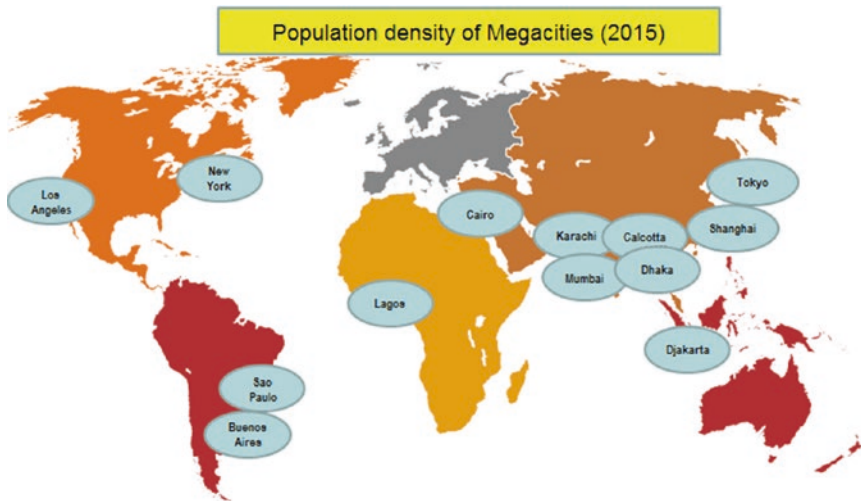 Population density of Megacities (2015)
New
York
Los
Angeles
Tokyo
Cairo
Shanghai
Karachi
Calcotta
Mumbai
Dhaka
Lagos
Djakarta
Sao
Paulo
Buenos
Aires